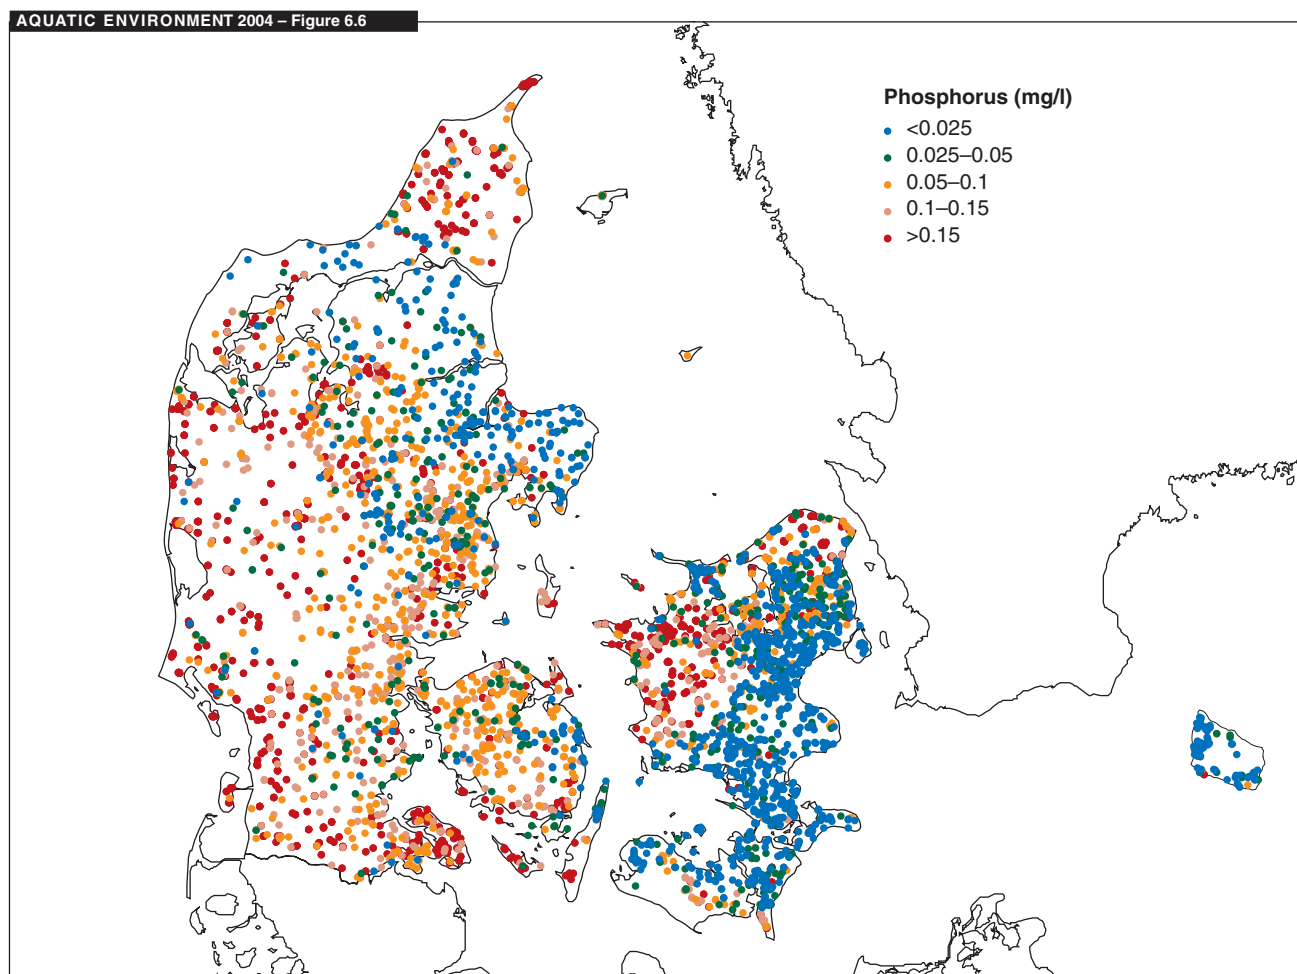 AQUATIC ENVIRONMENT 2004 – Figure 6.6
Phosphorus (mg/l)
<0.025
0.025–0.05
0.05–0.1
0.1–0.15
>0.15